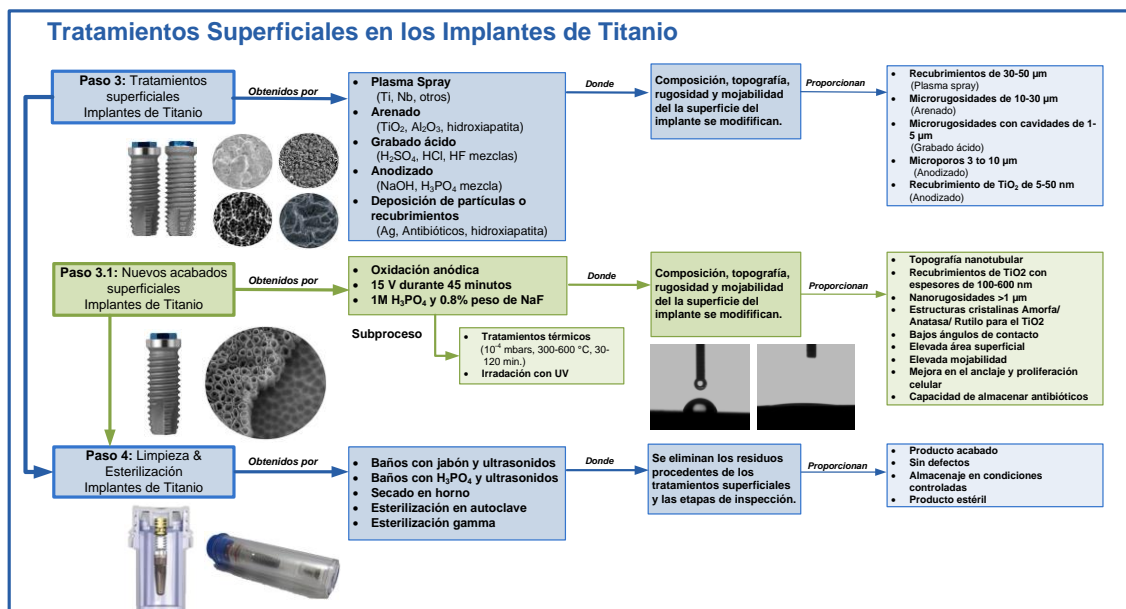 Tratamientos Superficiales en los Implantes de Titanio
Paso 3: Tratamientos
superficiales
Implantes de Titanio
Obtenidos por
• Plasma Spray
(Ti, Nb, otros)
• Arenado
(TiO₂, Al₂O₃, hidroxiapatita)
• Grabado ácido
(H₂SO₄, HCl, HF mezclas)
• Anodizado
(NaOH, H₃PO₄ mezcla)
• Deposición de partículas o
recubrimientos
(Ag, Antibióticos, hidroxiapatita)
Donde
Composición, topografía,
rugosidad y mojabilidad
del la superficie del
implante se modififican.
Proporcionan
• Recubrimientos de 30-50 µm
(Plasma spray)
• Microrugosidades de 10-30 µm
(Arenado)
• Microrugosidades con cavidades de 1-
5 µm
(Grabado ácido)
• Microporos 3 to 10 µm
(Anodizado)
• Recubrimiento de TiO₂ de 5-50 nm
(Anodizado)
Paso 3.1: Nuevos acabados
superficiales
Implantes de Titanio
Obtenidos por
• Oxidación anódica
• 15 V durante 45 minutos
• 1M H₃PO₄ y 0.8% peso de NaF
Subproceso
• Tratamientos térmicos
(10⁻⁴ mbars, 300-600 °C, 30-
120 min.)
• Irradación con UV
Donde
Composición, topografía,
rugosidad y mojabilidad
del la superficie del
implante se modififican.
Proporcionan
• Topografía nanotubular
• Recubrimientos de TiO2 con
espesores de 100-600 nm
• Nanorugosidades >1 µm
• Estructuras cristalinas Amorfa/
Anatasa/ Rutilo para el TiO2
• Bajos ángulos de contacto
• Elevada área superficial
• Elevada mojabilidad
• Mejora en el anclaje y proliferación
celular
• Capacidad de almacenar antibióticos
Paso 4: Limpieza &
Esterilización
Implantes de Titanio
Obtenidos por
• Baños con jabón y ultrasonidos
• Baños con H₃PO₄ y ultrasonidos
• Secado en horno
• Esterilización en autoclave
• Esterilización gamma
Donde
Se eliminan los residuos
procedentes de los
tratamientos superficiales
y las etapas de inspección.
Proporcionan
• Producto acabado
• Sin defectos
• Almacenaje en condiciones
controladas
• Producto estéril